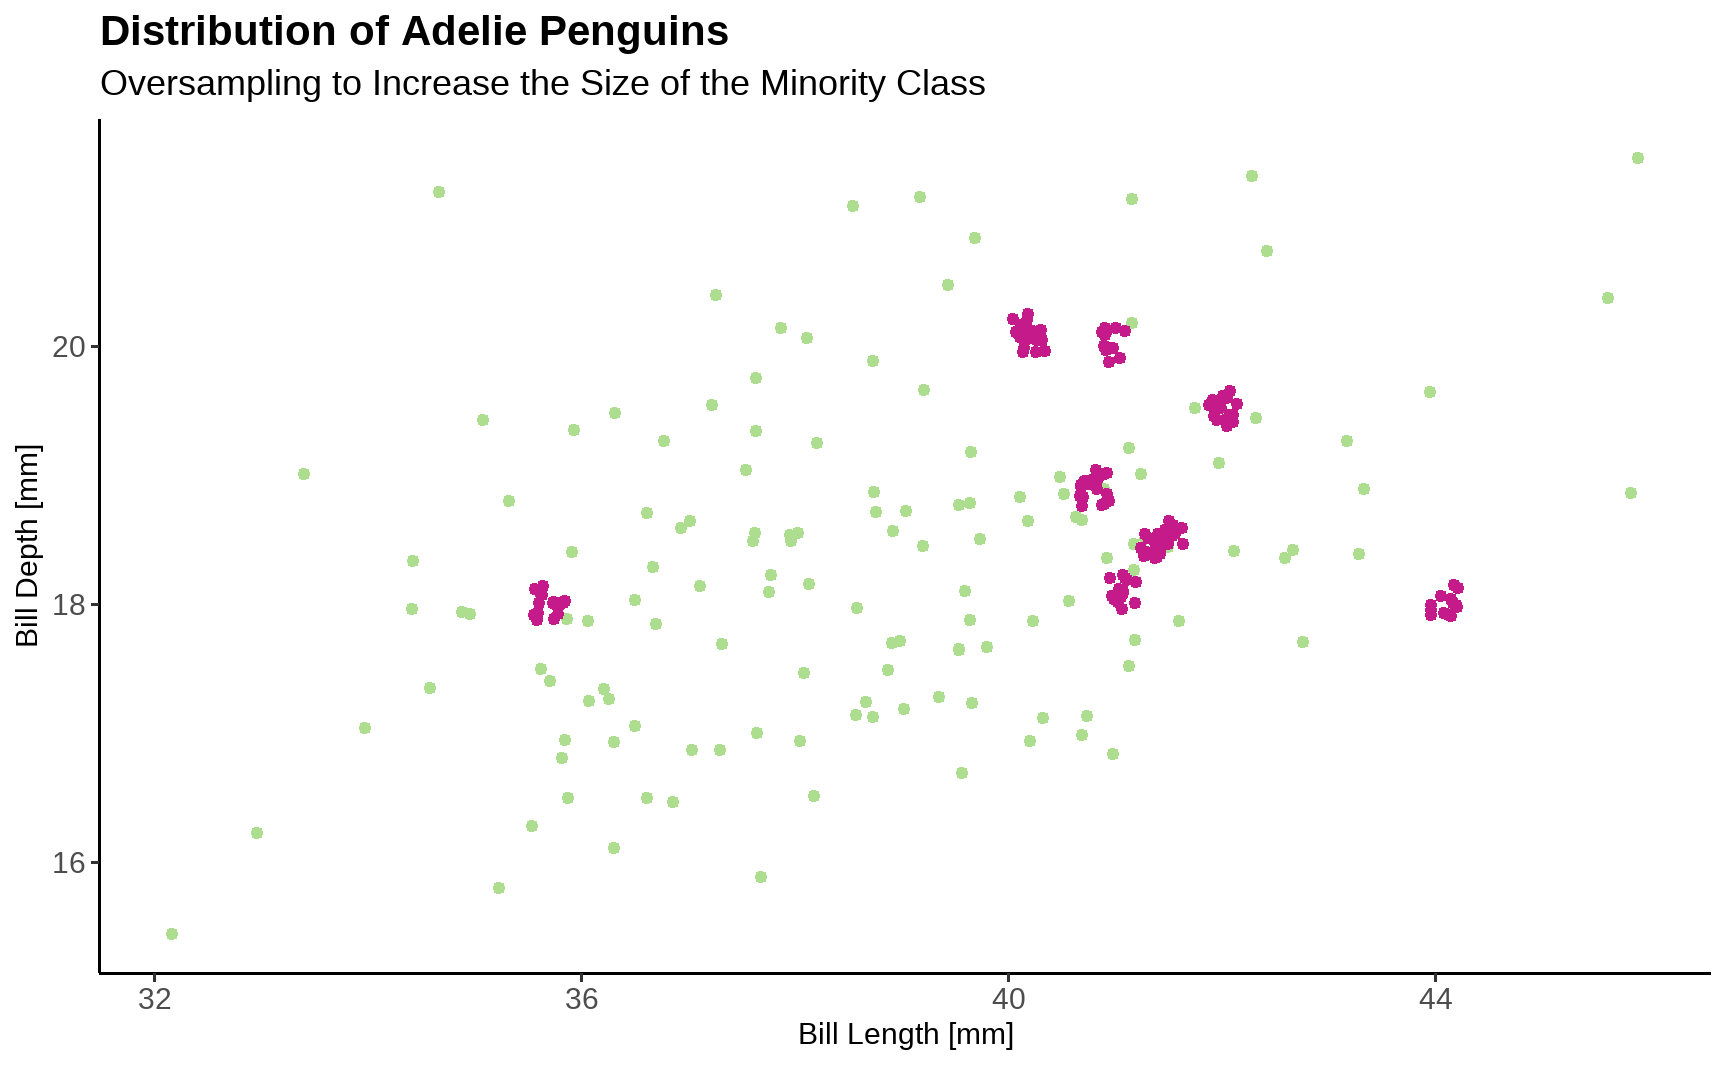 Distribution of Adelie Penguins
Oversampling to Increase the Size of the Minority Class
Bill Depth [mm]
20
18
16
32 36 40 44
Bill Length [mm]